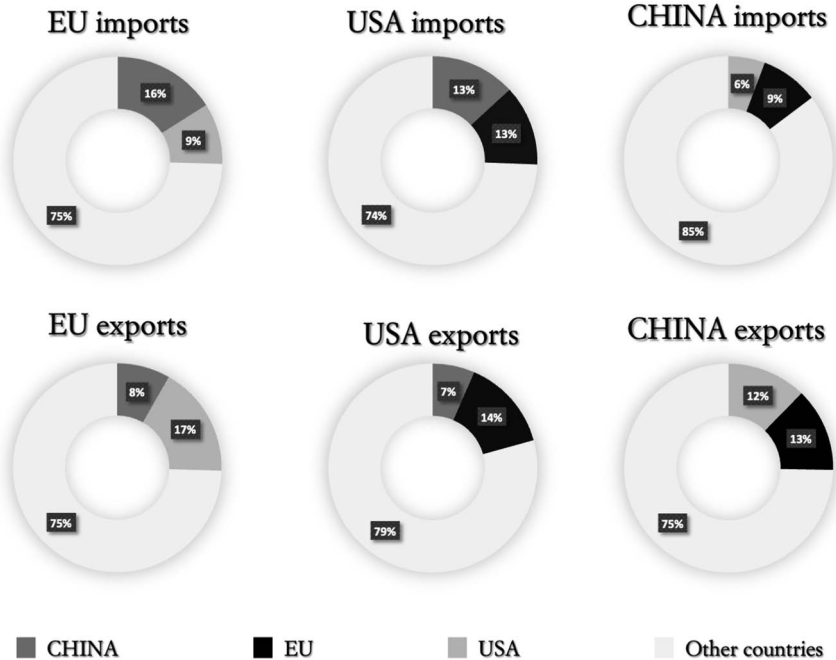 EU imports
USA imports
CHINA imports
16%
9%
75%
13%
13%
74%
6%
9%
85%
EU exports
USA exports
CHINA exports
8%
17%
75%
7%
14%
79%
12%
13%
75%
CHINA
EU
USA
Other countries